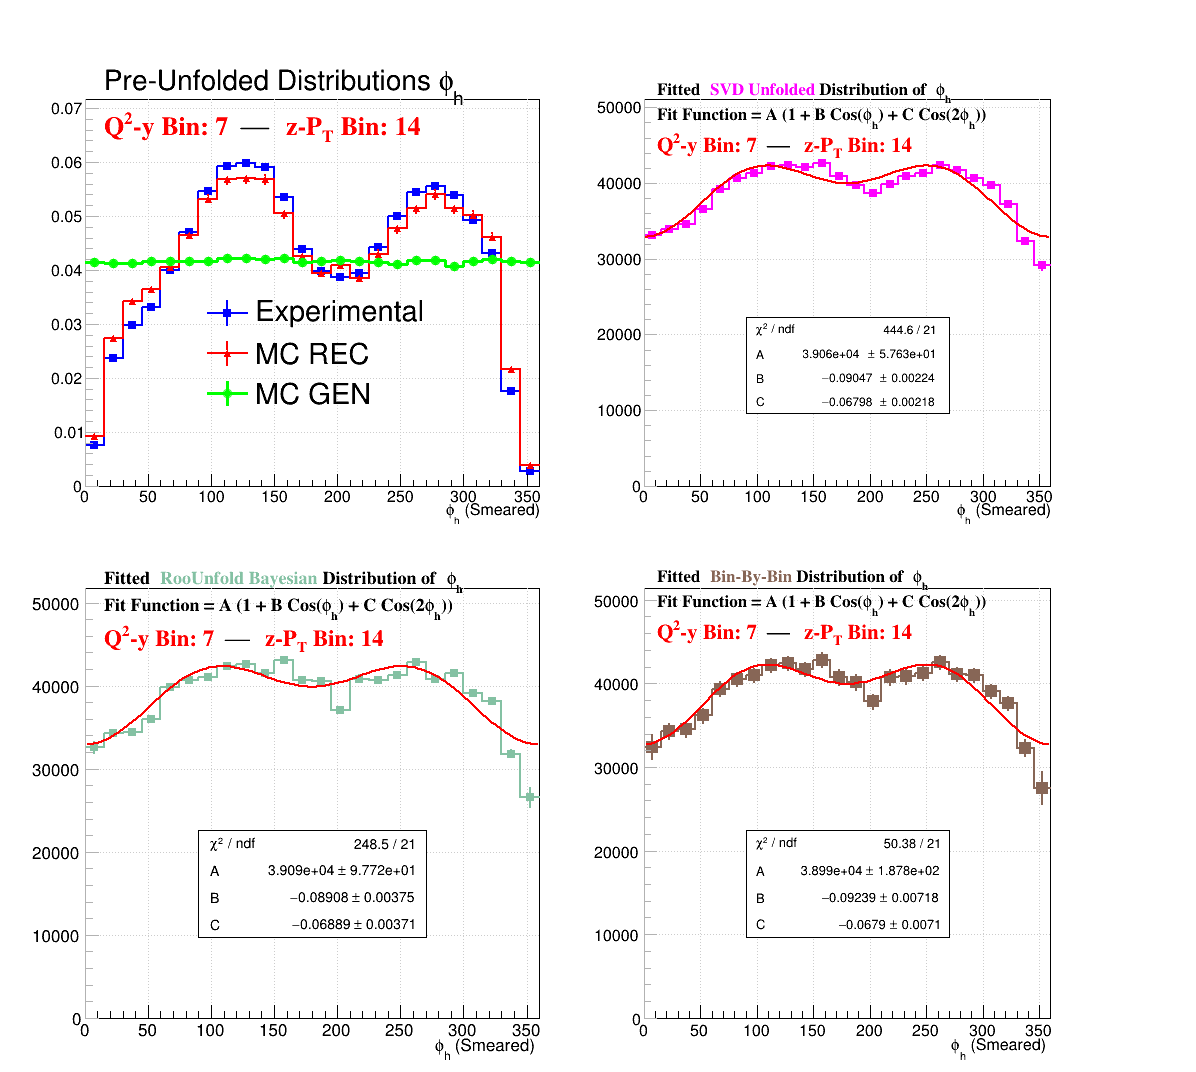 Pre-Unfolded Distributions ϕh
Q²-y Bin: 7 — z-PT Bin: 14
0.07
0.06
0.05
0.04
0.03
0.02
0.01
0
Experimental
MC REC
MC GEN
0 50 100 150 200 250 300 350
ϕh (Smeared)
Fitted SVD Unfolded Distribution of ϕh
Fit Function = A (1 + B Cos(ϕh) + C Cos(2ϕh))
Q²-y Bin: 7 — z-PT Bin: 14
50000
40000
30000
20000
10000
0
χ² / ndf 444.6 / 21
A 3.906e+04 ± 5.763e+01
B −0.09047 ± 0.00224
C −0.06798 ± 0.00218
0 50 100 150 200 250 300 350
ϕh (Smeared)
Fitted RooUnfold Bayesian Distribution of ϕh
Fit Function = A (1 + B Cos(ϕh) + C Cos(2ϕh))
Q²-y Bin: 7 — z-PT Bin: 14
50000
40000
30000
20000
10000
0
χ² / ndf 248.5 / 21
A 3.909e+04 ± 9.772e+01
B −0.08908 ± 0.00375
C −0.06889 ± 0.00371
0 50 100 150 200 250 300 350
ϕh (Smeared)
Fitted Bin-By-Bin Distribution of ϕh
Fit Function = A (1 + B Cos(ϕh) + C Cos(2ϕh))
Q²-y Bin: 7 — z-PT Bin: 14
50000
40000
30000
20000
10000
0
χ² / ndf 50.38 / 21
A 3.899e+04 ± 1.878e+02
B −0.09239 ± 0.00718
C −0.0679 ± 0.0071
0 50 100 150 200 250 300 350
ϕh (Smeared)